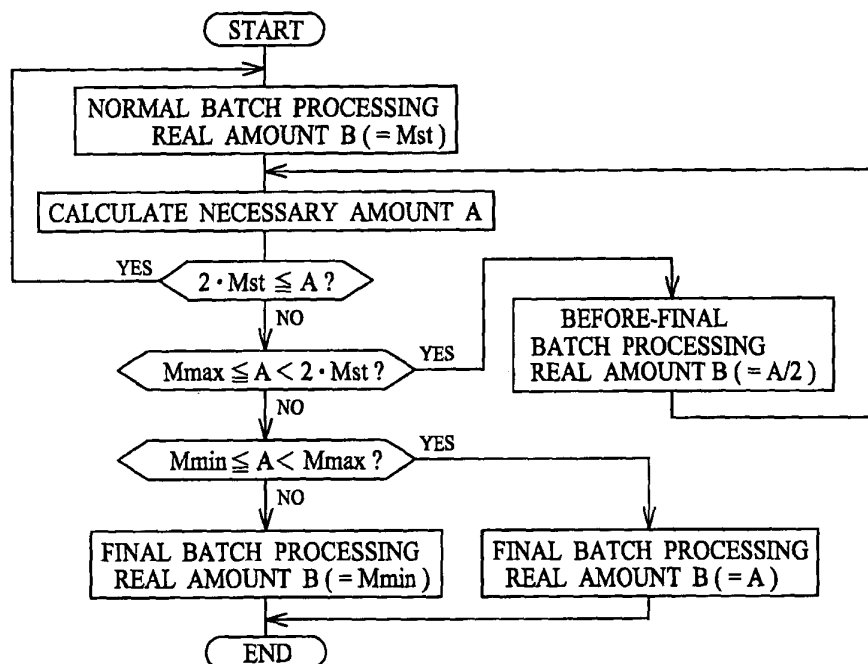 START
NORMAL BATCH PROCESSING
REAL AMOUNT B ( = Mst )
CALCULATE NECESSARY AMOUNT A
YES
2 · Mst ≦ A ?
NO
Mmax ≦ A < 2 · Mst ?
YES
BEFORE-FINAL
BATCH PROCESSING
REAL AMOUNT B ( = A/2 )
NO
Mmin ≦ A < Mmax ?
YES
NO
FINAL BATCH PROCESSING
REAL AMOUNT B ( = Mmin )
FINAL BATCH PROCESSING
REAL AMOUNT B ( = A )
END